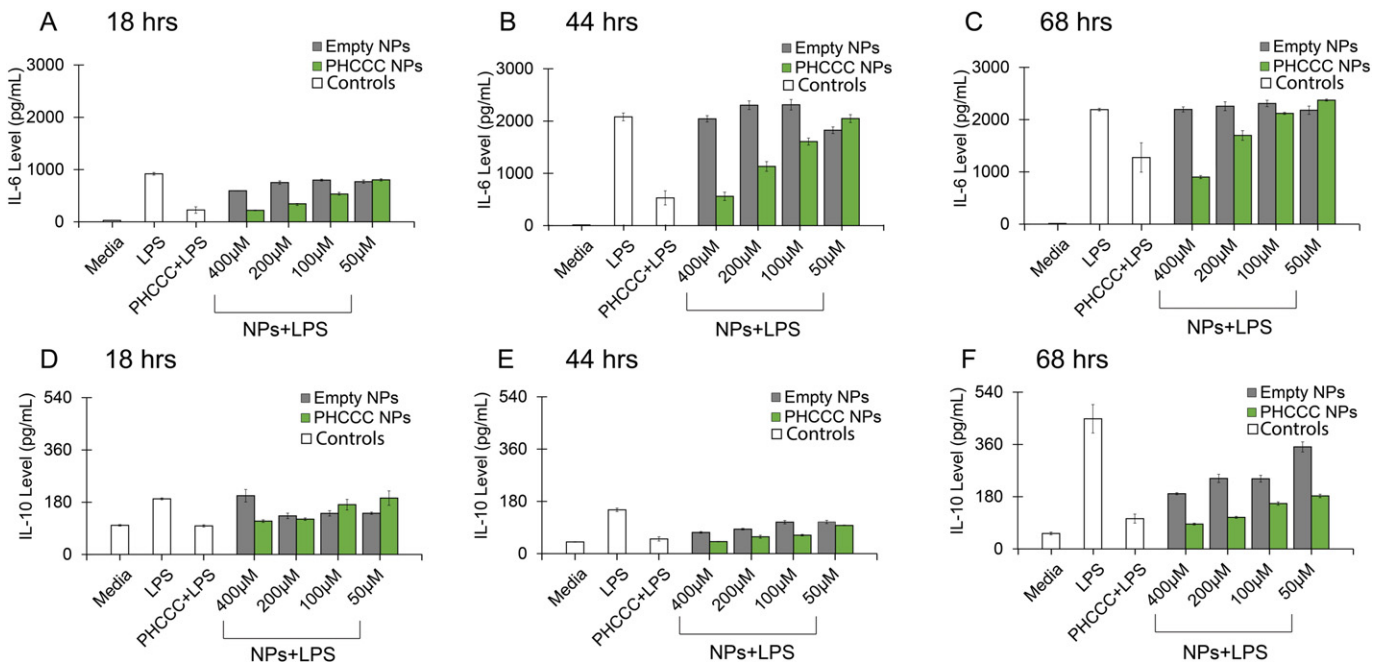 A 18 hrs
Empty NPs
PHCCC NPs
Controls
IL-6 Level (pg/mL)
3000
2000
1000
0
Media
LPS
PHCCC+LPS
400μM
200μM
100μM
50μM
NPs+LPS
B 44 hrs
Empty NPs
PHCCC NPs
Controls
IL-6 Level (pg/mL)
3000
2000
1000
0
Media
LPS
PHCCC+LPS
400μM
200μM
100μM
50μM
NPs+LPS
C 68 hrs
Empty NPs
PHCCC NPs
Controls
IL-6 Level (pg/mL)
3000
2000
1000
0
Media
LPS
PHCCC+LPS
400μM
200μM
100μM
50μM
NPs+LPS
D 18 hrs
Empty NPs
PHCCC NPs
Controls
IL-10 Level (pg/mL)
540
360
180
0
Media
LPS
PHCCC+LPS
400μM
200μM
100μM
50μM
NPs+LPS
E 44 hrs
Empty NPs
PHCCC NPs
Controls
IL-10 Level (pg/mL)
540
360
180
0
Media
LPS
PHCCC+LPS
400μM
200μM
100μM
50μM
NPs+LPS
F 68 hrs
Empty NPs
PHCCC NPs
Controls
IL-10 Level (pg/mL)
540
360
180
0
Media
LPS
PHCCC+LPS
400μM
200μM
100μM
50μM
NPs+LPS